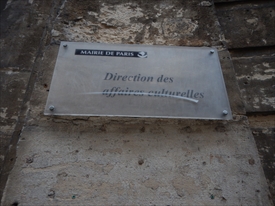 MAIRIE DE PARIS
Direction des
affaires culturelles